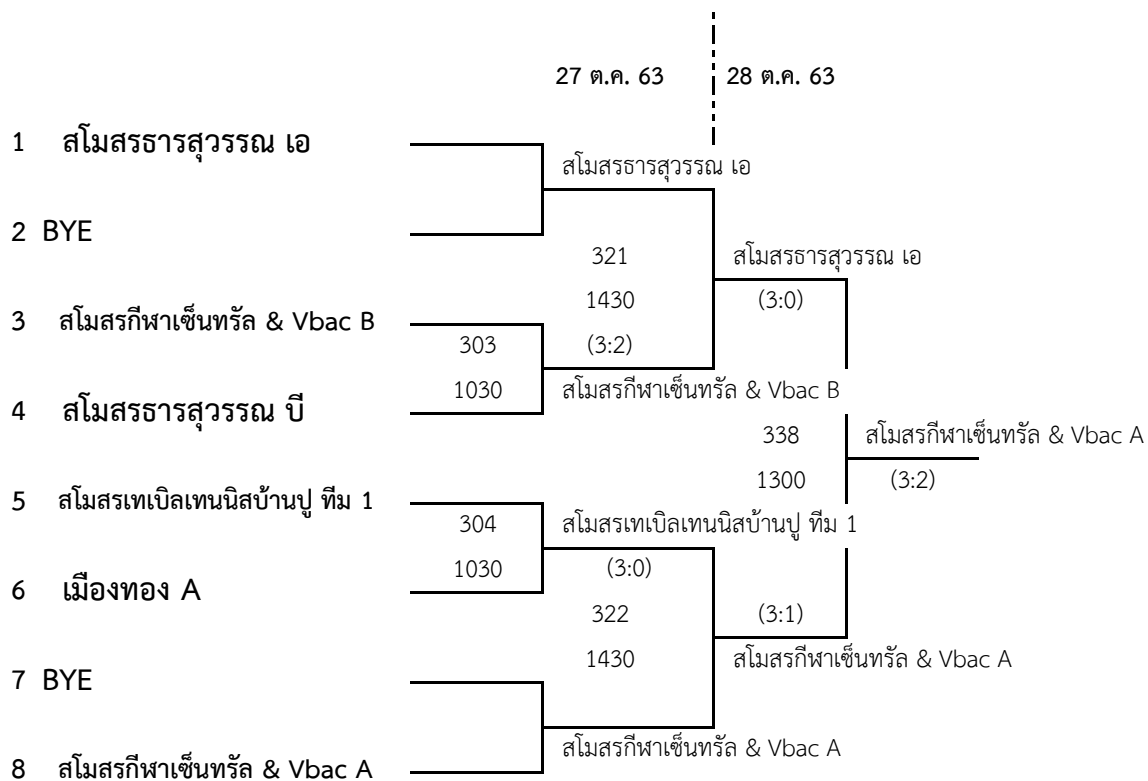 27 ต.ค. 63 28 ต.ค. 63
1 สโมสรธารสุวรรณ เอ
สโมสรธารสุวรรณ เอ
2 BYE
321 สโมสรธารสุวรรณ เอ
1430 (3:0)
3 สโมสรกีฬาเซ็นทรัล & Vbac B
303 (3:2)
1030 สโมสรกีฬาเซ็นทรัล & Vbac B
4 สโมสรธารสุวรรณ บี
338 สโมสรกีฬาเซ็นทรัล & Vbac A
1300 (3:2)
5 สโมสรเทเบิลเทนนิสบ้านปู ทีม 1
304 สโมสรเทเบิลเทนนิสบ้านปู ทีม 1
1030 (3:0)
6 เมืองทอง A
322 (3:1)
1430 สโมสรกีฬาเซ็นทรัล & Vbac A
7 BYE
สโมสรกีฬาเซ็นทรัล & Vbac A
8 สโมสรกีฬาเซ็นทรัล & Vbac A